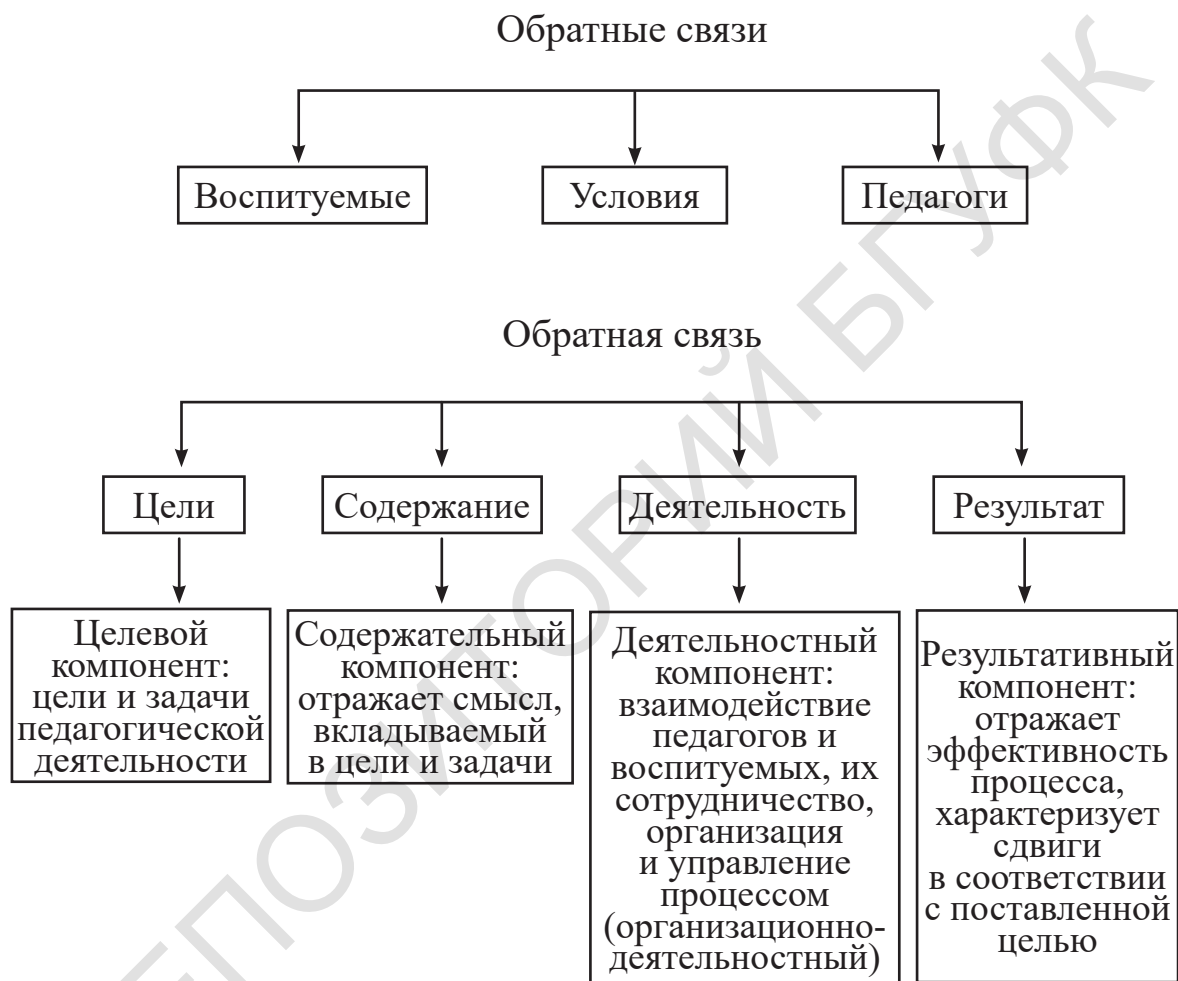 Обратные связи
Воспитуемые
Условия
Педагоги
Обратная связь
Цели
Содержание
Деятельность
Результат
Целевой
компонент:
цели и задачи
педагогической
деятельности
Содержательный
компонент:
отражает смысл,
вкладываемый
в цели и задачи
Деятельностный
компонент:
взаимодействие
педагогов и
воспитуемых, их
сотрудничество,
организация
и управление
процессом
(организационно-
деятельностный)
Результативный
компонент:
отражает
эффективность
процесса,
характеризует
сдвиги
в соответствии
с поставленной
целью
ЕПОЗИТОРИЙ БГУФК